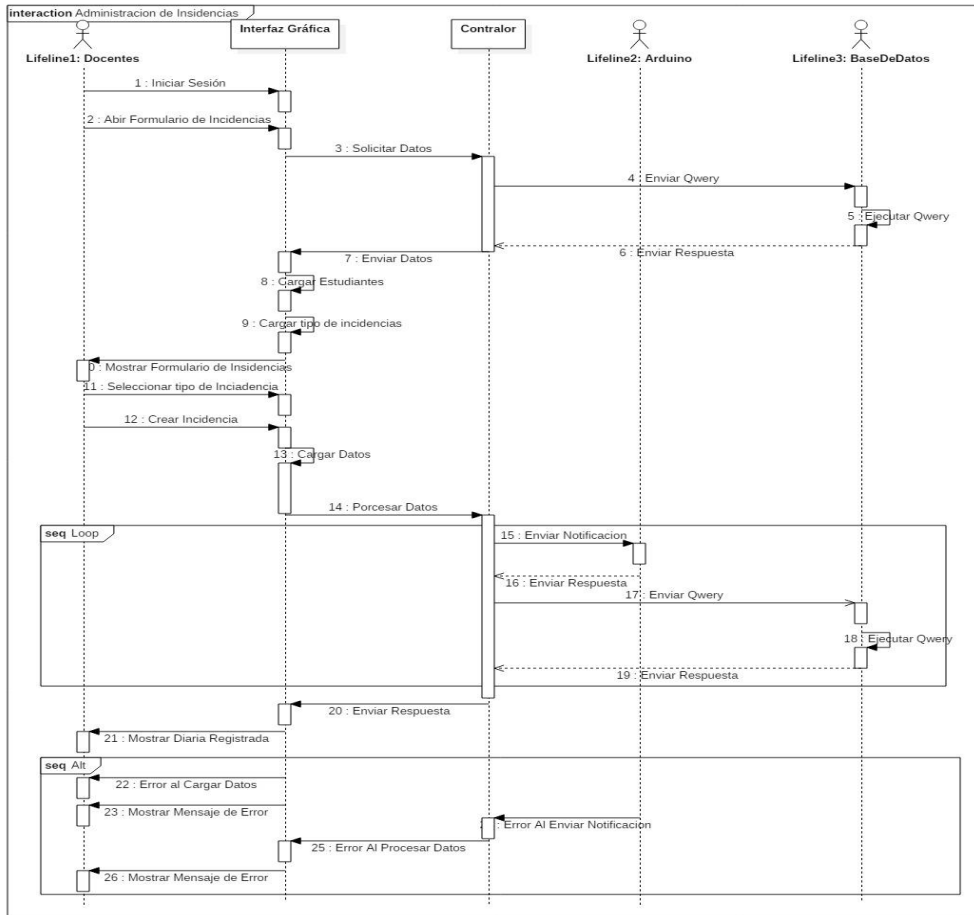 interaction Administracion de Insidencias
Interfaz Gráfica
Contralor
Lifeline1: Docentes
Lifeline2: Arduino
Lifeline3: BaseDeDatos
1 : Iniciar Sesión
2 : Abir Formulario de Incidencias
3 : Solicitar Datos
4 : Enviar Qwery
5 : Ejecutar Qwery
6 : Enviar Respuesta
7 : Enviar Datos
8 : Cargar Estudiantes
9 : Cargar tipo de incidencias
0 : Mostrar Formulario de Insidencias
11 : Seleccionar tipo de Inciadencia
12 : Crear Incidencia
13 : Cargar Datos
14 : Porcesar Datos
seq Loop
15 : Enviar Notificacion
16 : Enviar Respuesta
17 : Enviar Qwery
18 : Ejecutar Qwery
19 : Enviar Respuesta
20 : Enviar Respuesta
21 : Mostrar Diaria Registrada
seq Alt
22 : Error al Cargar Datos
23 : Mostrar Mensaje de Error
: Error Al Enviar Notificacion
25 : Error Al Procesar Datos
26 : Mostrar Mensaje de Error